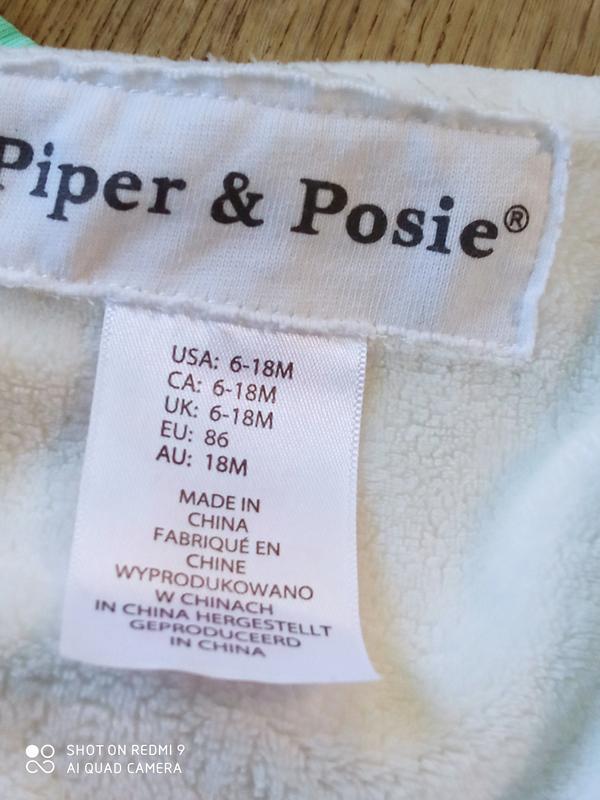 Piper & Posie®
USA: 6-18M
CA: 6-18M
UK: 6-18M
EU: 86
AU: 18M
MADE IN
CHINA
FABRIQUÉ EN
CHINE
WYPRODUKOWANO
W CHINACH
IN CHINA HERGESTELLT
GEPRODUCEERD
IN CHINA
SHOT ON REDMI 9
AI QUAD CAMERA